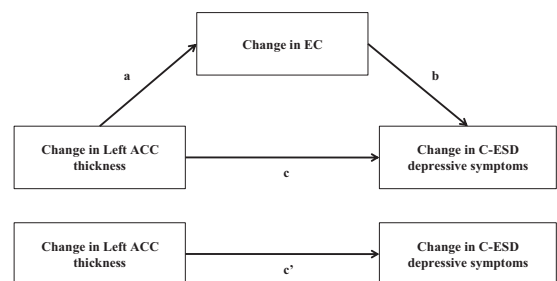 Change in EC
a
b
Change in Left ACC
thickness
Change in C-ESD
depressive symptoms
c
Change in Left ACC
thickness
Change in C-ESD
depressive symptoms
c’